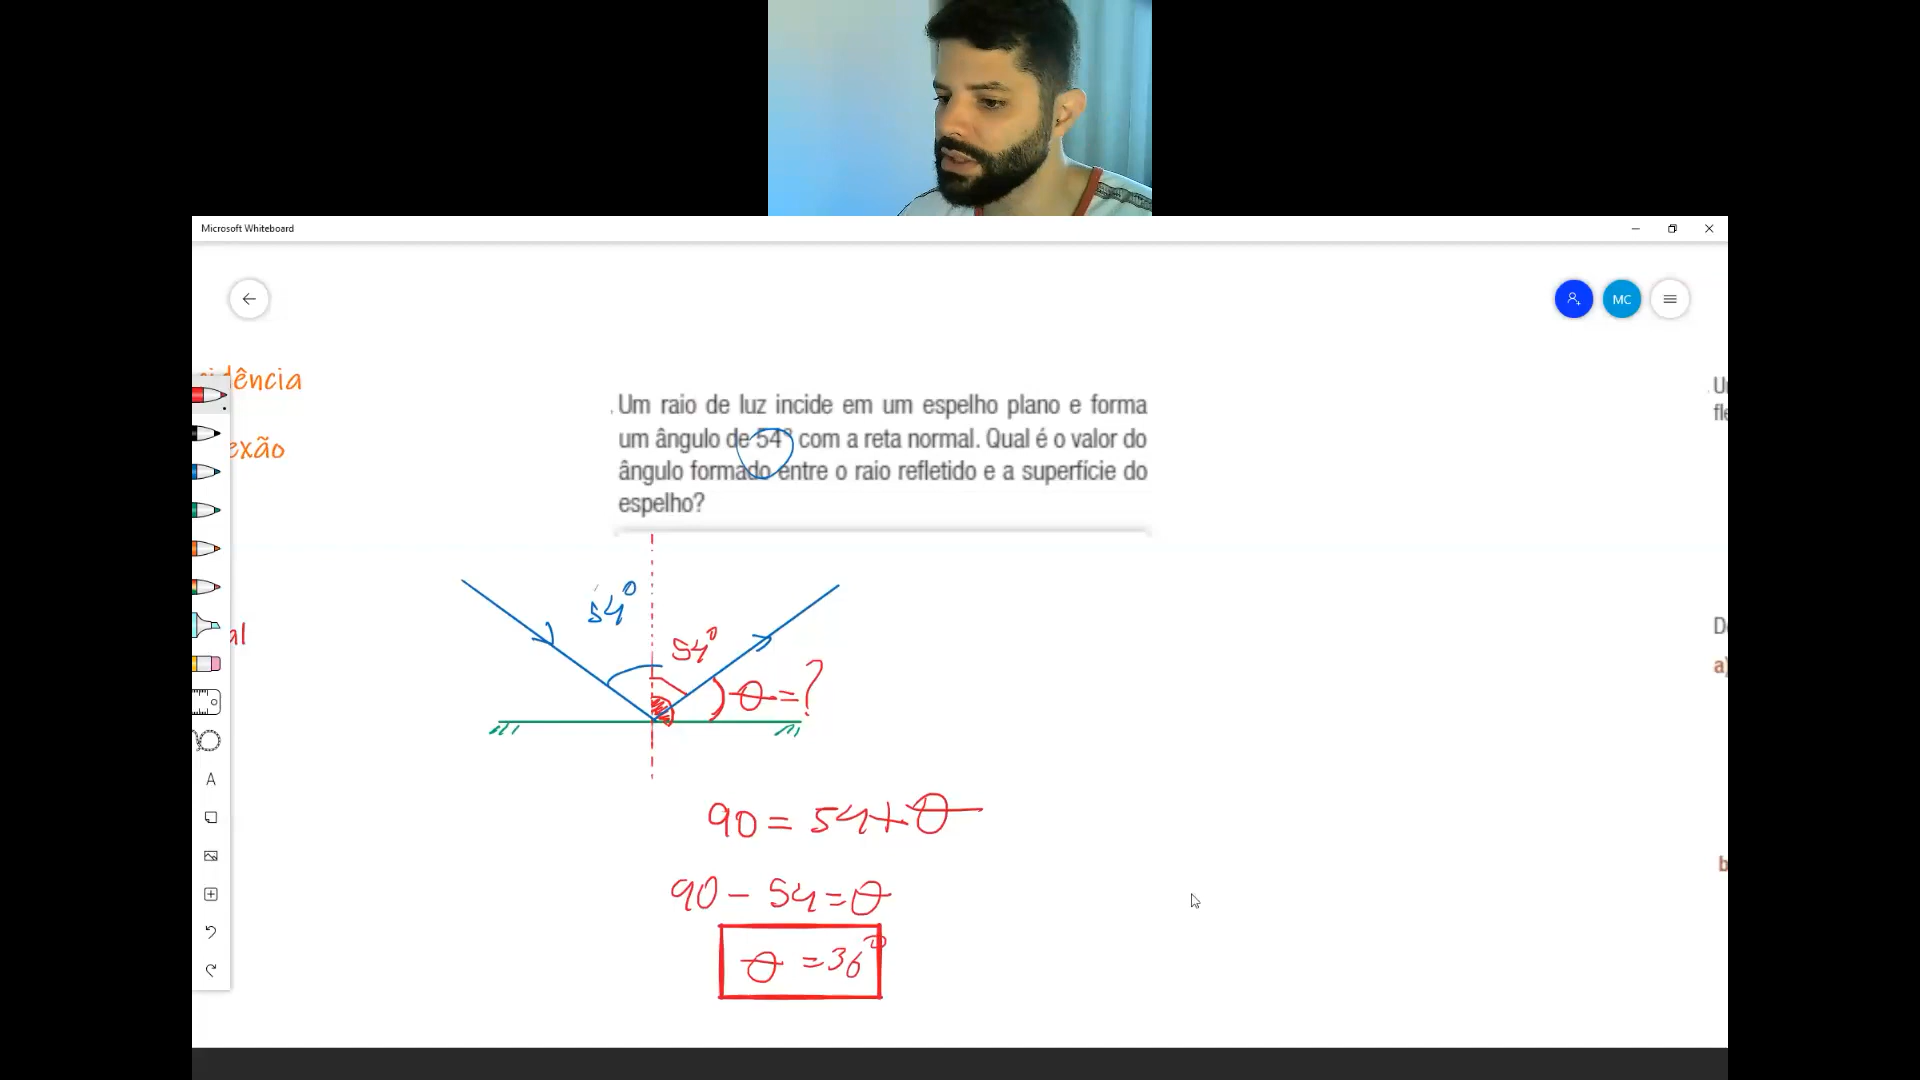 Microsoft Whiteboard
MC
idência
exão
al
Um raio de luz incide em um espelho plano e forma
um ângulo de 54° com a reta normal. Qual é o valor do
ângulo formado entre o raio refletido e a superfície do
espelho?
54°
54°
θ=?
90 = 54+θ
90 - 54 = θ
θ = 36°
A
a)
b